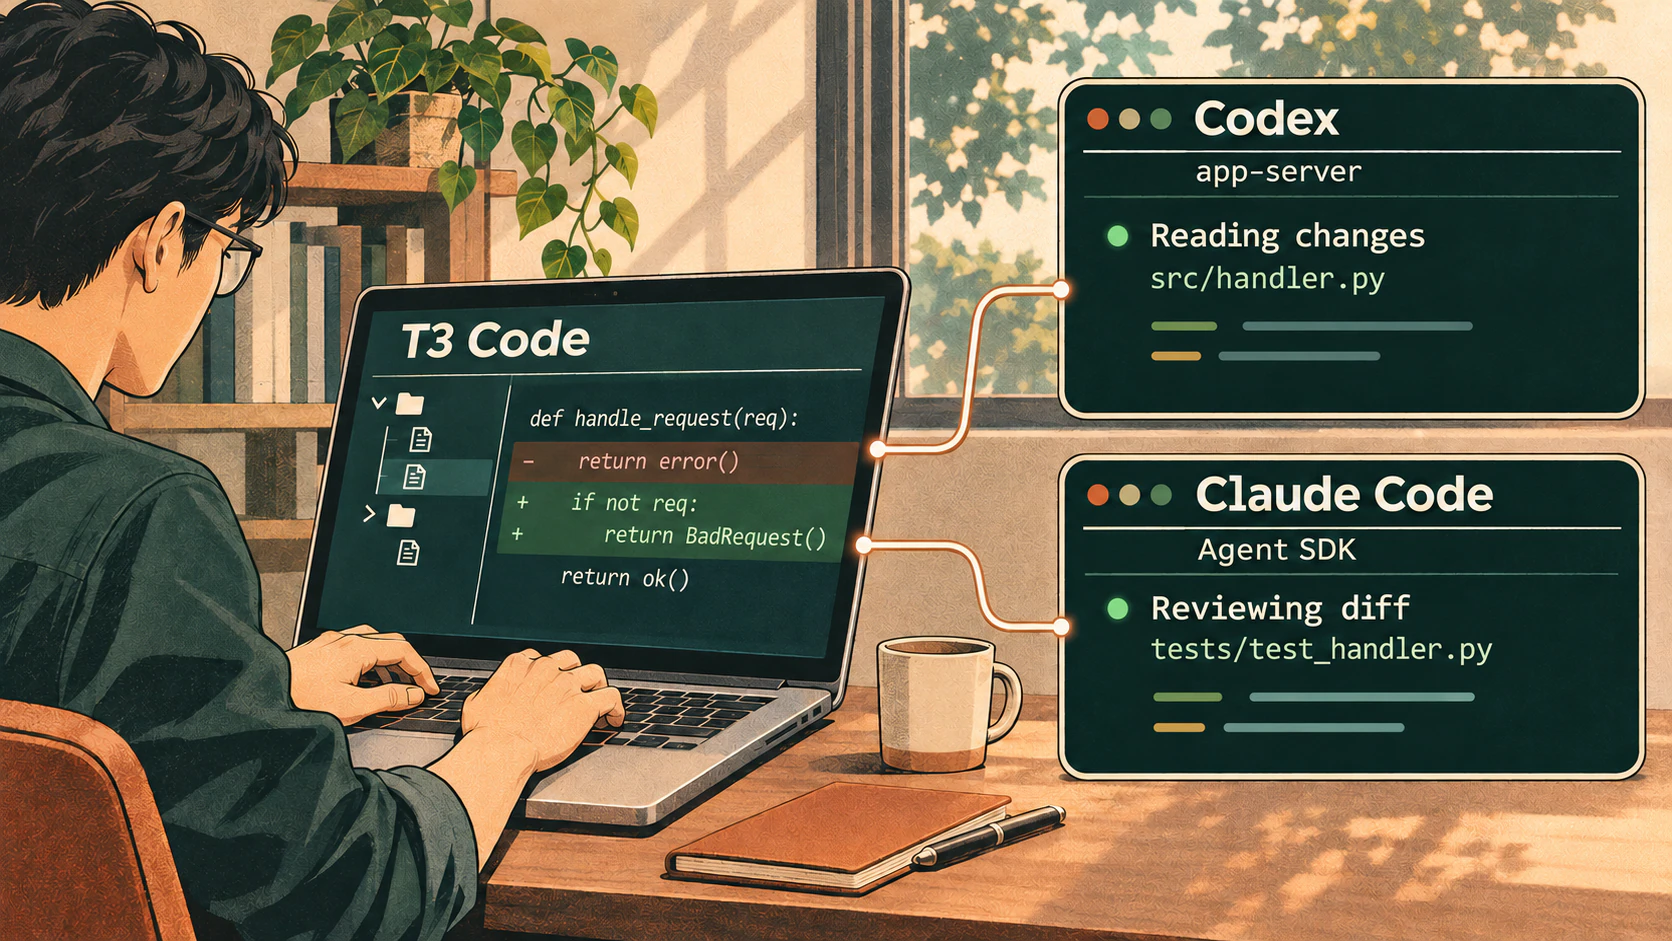 T3 Code
def handle_request(req):
- return error()
+ if not req:
+ return BadRequest()
return ok()
Codex
app-server
Reading changes
src/handler.py
Claude Code
Agent SDK
Reviewing diff
tests/test_handler.py